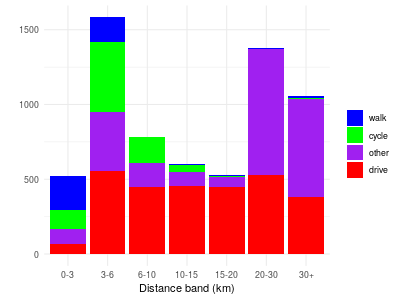 1500
1000
500
0
0-3 3-6 6-10 10-15 15-20 20-30 30+
Distance band (km)
walk
cycle
other
drive